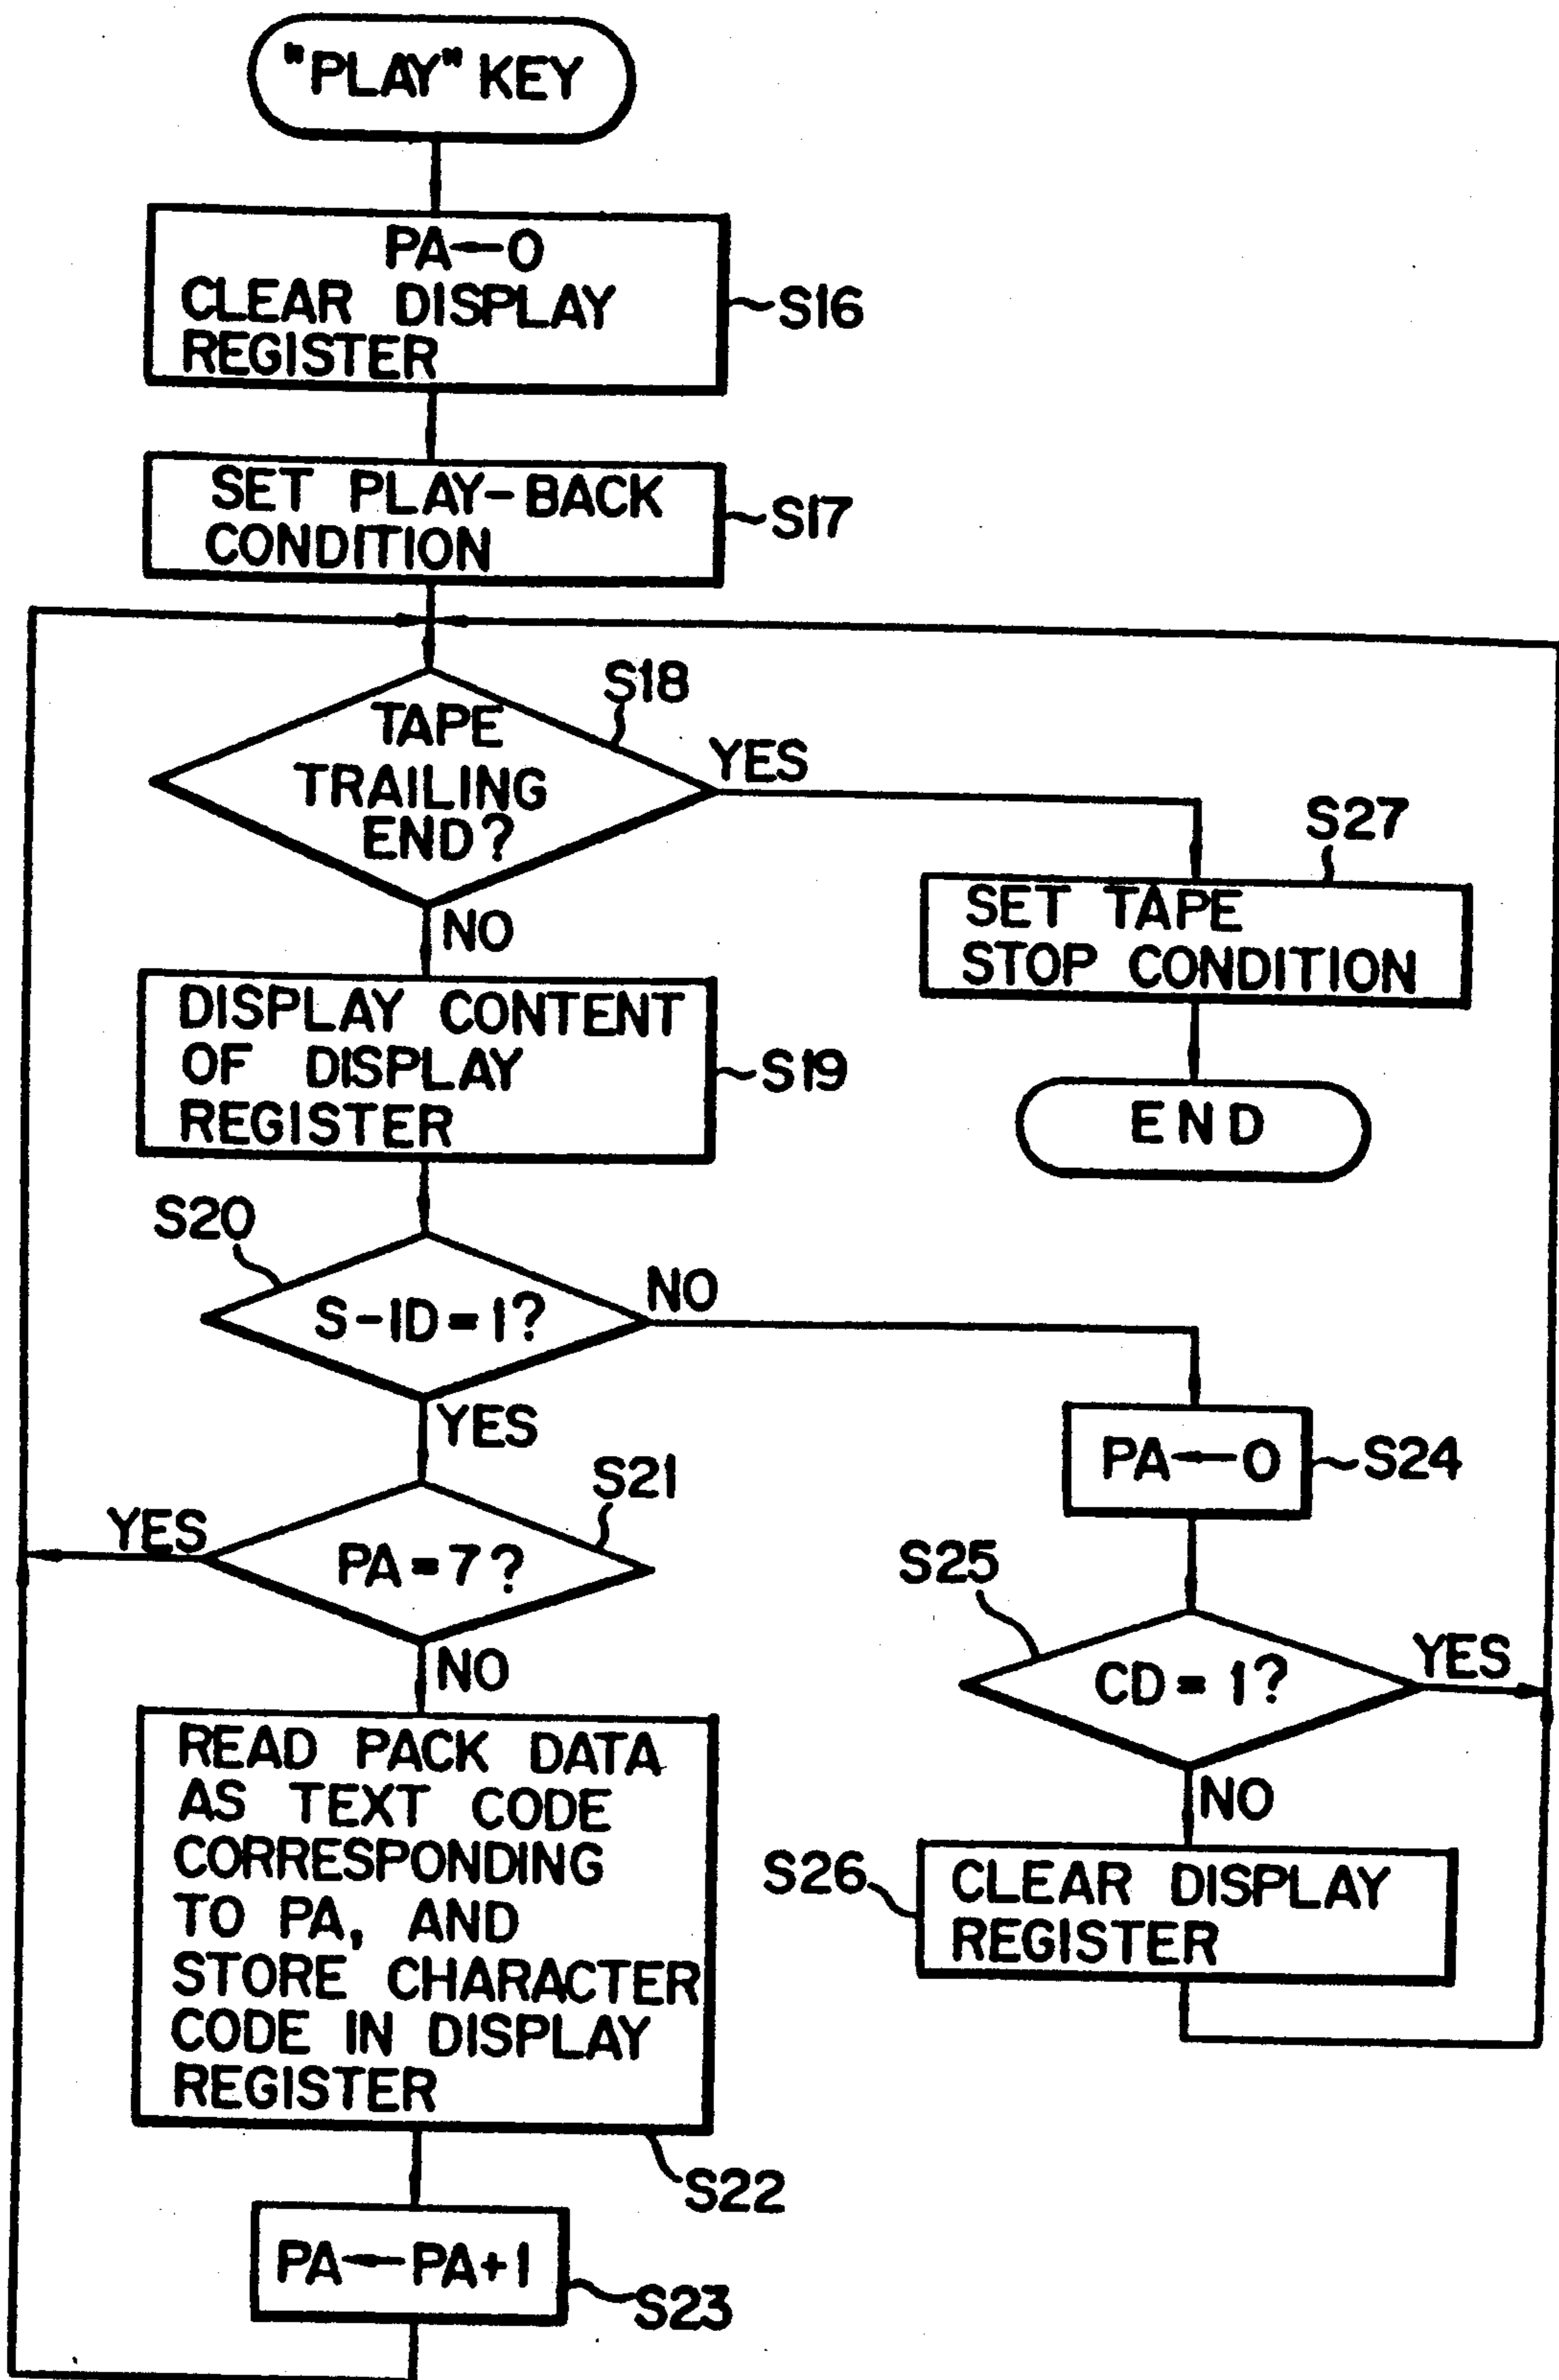 "PLAY" KEY
PA←0
CLEAR DISPLAY
REGISTER
S16
SET PLAY-BACK
CONDITION
S17
S18
TAPE
TRAILING
END?
YES
NO
S27
SET TAPE
STOP CONDITION
END
DISPLAY CONTENT
OF DISPLAY
REGISTER
S19
S20
S-ID=1?
NO
YES
PA←0
S24
S21
YES
PA=7?
NO
S25
CD=1?
YES
NO
READ PACK DATA
AS TEXT CODE
CORRESPONDING
TO PA, AND
STORE CHARACTER
CODE IN DISPLAY
REGISTER
S22
S26
CLEAR DISPLAY
REGISTER
PA←PA+1
S23